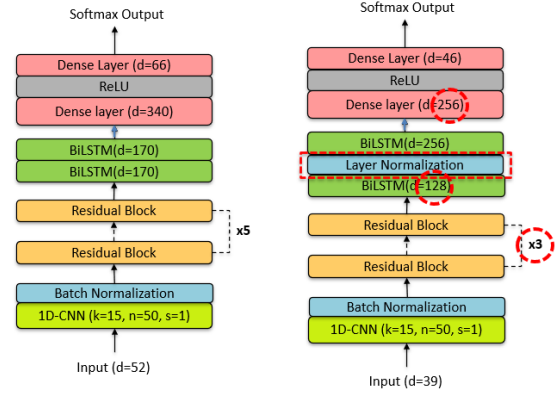 Softmax Output
Dense Layer (d=66)
ReLU
Dense layer (d=340)
BiLSTM(d=170)
BiLSTM(d=170)
Residual Block
x5
Residual Block
Batch Normalization
1D-CNN (k=15, n=50, s=1)
Input (d=52)
Softmax Output
Dense Layer (d=46)
ReLU
Dense layer (d=256)
BiLSTM(d=256)
Layer Normalization
BiLSTM(d=128)
Residual Block
x3
Residual Block
Batch Normalization
1D-CNN (k=15, n=50, s=1)
Input (d=39)